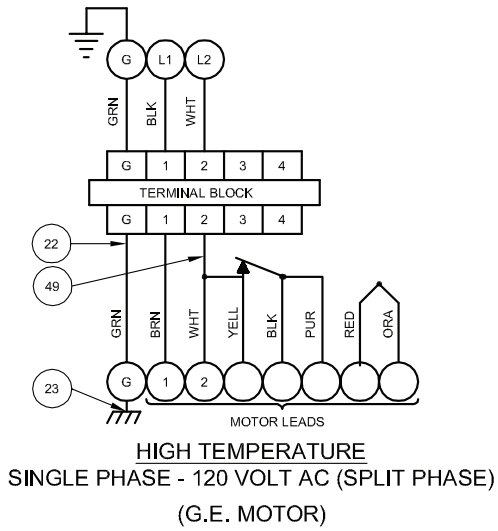 G L1 L2
GRN BLK WHT
G 1 2 3 4
TERMINAL BLOCK
G 1 2 3 4
22
49
GRN BRN WHT YELL BLK PUR RED ORA
23
G 1 2
MOTOR LEADS
HIGH TEMPERATURE
SINGLE PHASE - 120 VOLT AC (SPLIT PHASE)
(G.E. MOTOR)